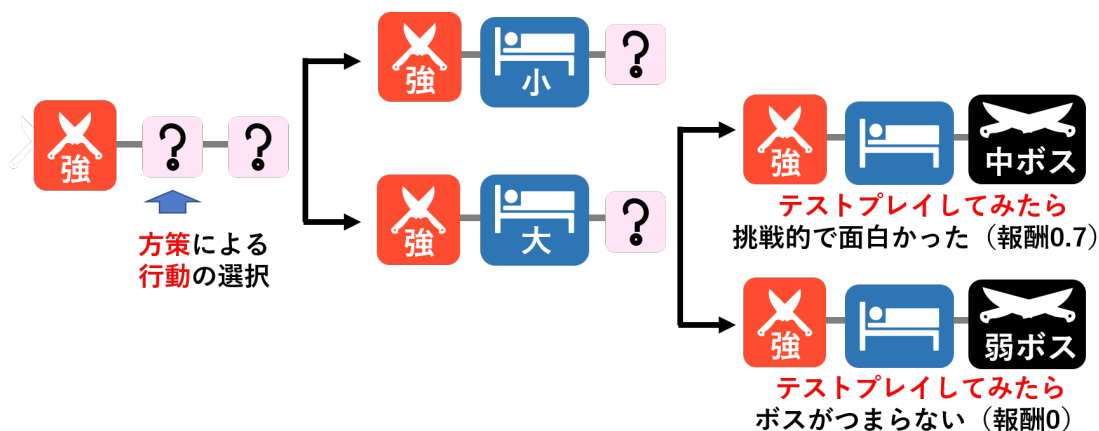 強
?
?
方策による
行動の選択
強
小
?
強
大
?
強
中ボス
テストプレイしてみたら
挑戦的で面白かった（報酬0.7）
強
弱ボス
テストプレイしてみたら
ボスがつまらない（報酬0）